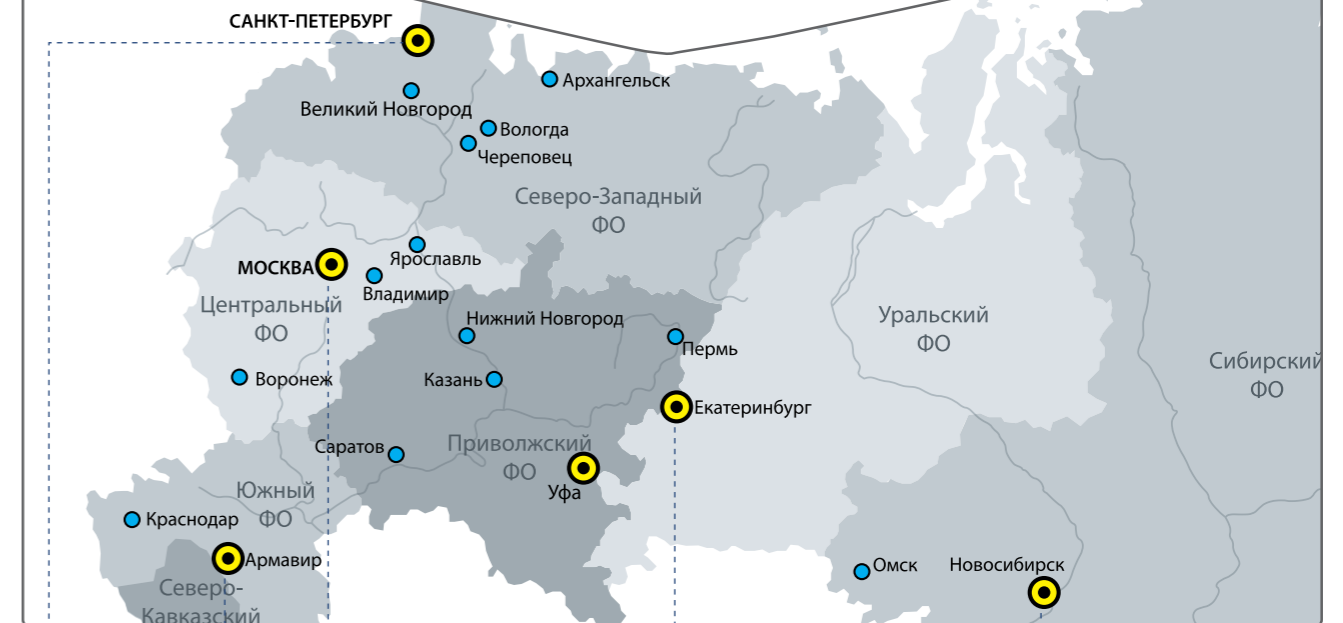 САНКТ-ПЕТЕРБУРГ
Архангельск
Великий Новгород
Вологда
Череповец
Северо-Западный
ФО
Ярославль
МОСКВА
Владимир
Центральный
ФО
Нижний Новгород
Уральский
ФО
Пермь
Сибирский
ФО
Воронеж
Казань
Екатеринбург
Саратов
Приволжский
ФО
Уфа
Южный
ФО
Краснодар
Армавир
Омск
Новосибирск
Северо-
Кавказский